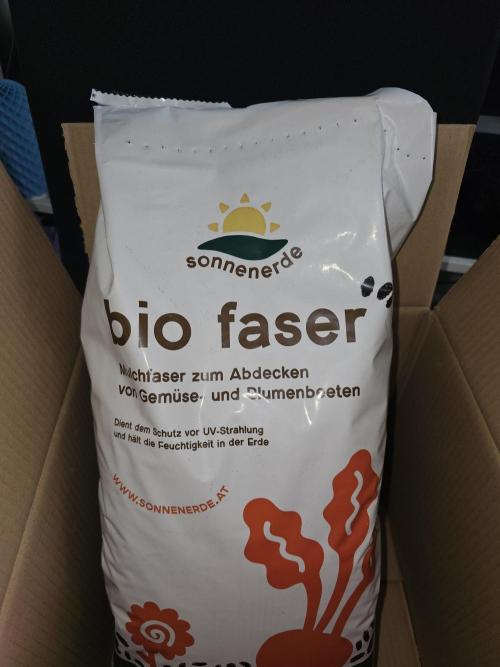 sonnenerde
bio faser
Mulchfaser zum Abdecken
von Gemüse- und Blumenbeeten
Dient dem Schutz vor UV-Strahlung
und hält die Feuchtigkeit in der Erde
WWW.SONNENERDE.AT